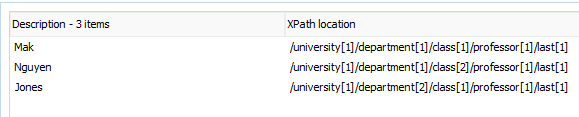 Description - 3 items XPath location
Mak /university[1]/department[1]/class[1]/professor[1]/last[1]
Nguyen /university[1]/department[1]/class[2]/professor[1]/last[1]
Jones /university[1]/department[2]/class[1]/professor[1]/last[1]